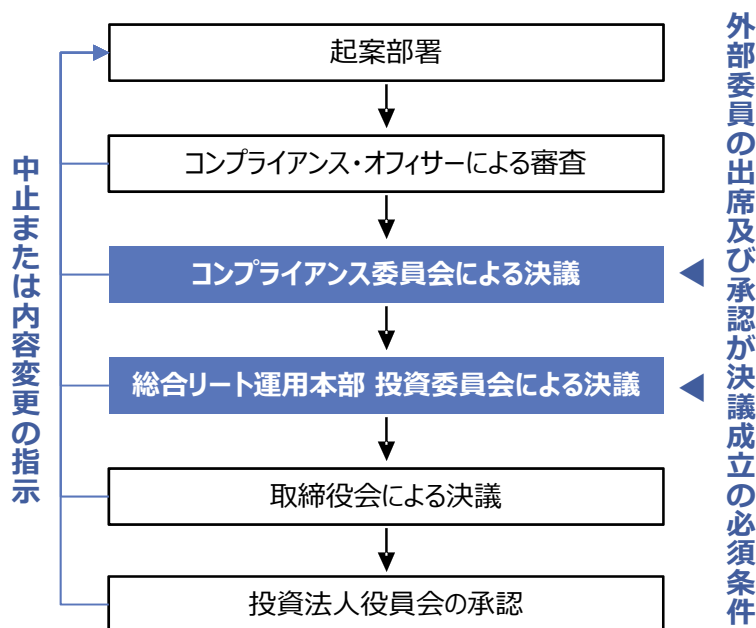 起案部署
コンプライアンス・オフィサーによる審査
コンプライアンス委員会による決議
総合リート運用本部 投資委員会による決議
取締役会による決議
投資法人役員会の承認
中止または内容変更の指示
外部委員の出席及び承認が決議成立の必須条件